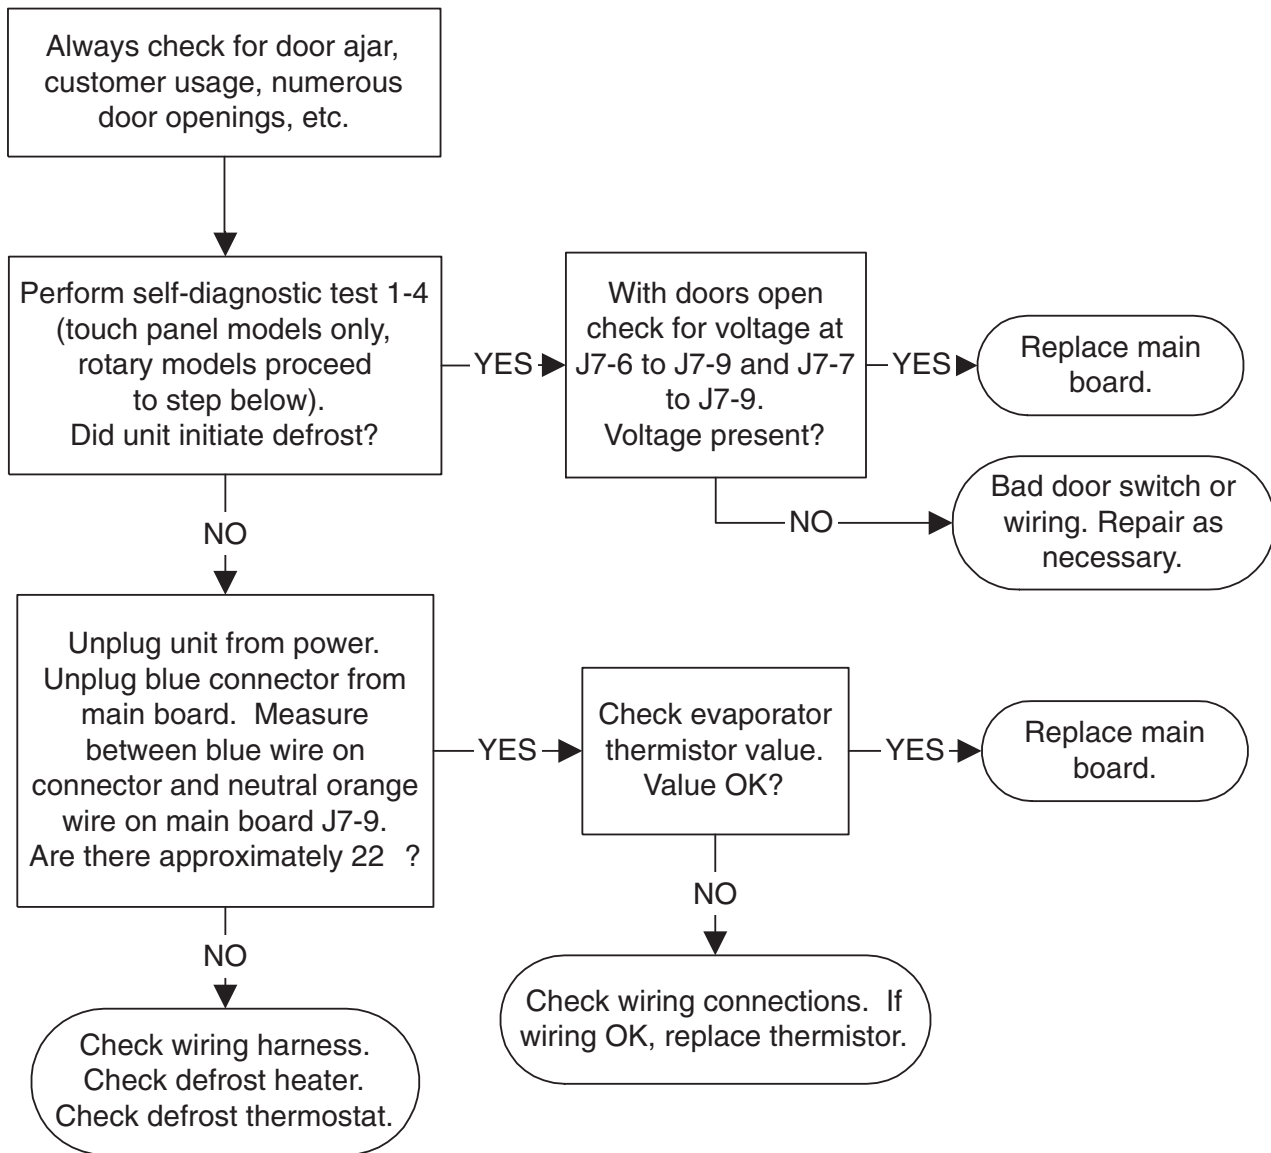 Always check for door ajar,
customer usage, numerous
door openings, etc.
Perform self-diagnostic test 1-4
(touch panel models only,
rotary models proceed
to step below).
Did unit initiate defrost?
YES
With doors open
check for voltage at
J7-6 to J7-9 and J7-7
to J7-9.
Voltage present?
YES
Replace main
board.
NO
Bad door switch or
wiring. Repair as
necessary.
NO
Unplug unit from power.
Unplug blue connector from
main board. Measure
between blue wire on
connector and neutral orange
wire on main board J7-9.
Are there approximately 22 ?
YES
Check evaporator
thermistor value.
Value OK?
YES
Replace main
board.
NO
Check wiring connections. If
wiring OK, replace thermistor.
NO
Check wiring harness.
Check defrost heater.
Check defrost thermostat.